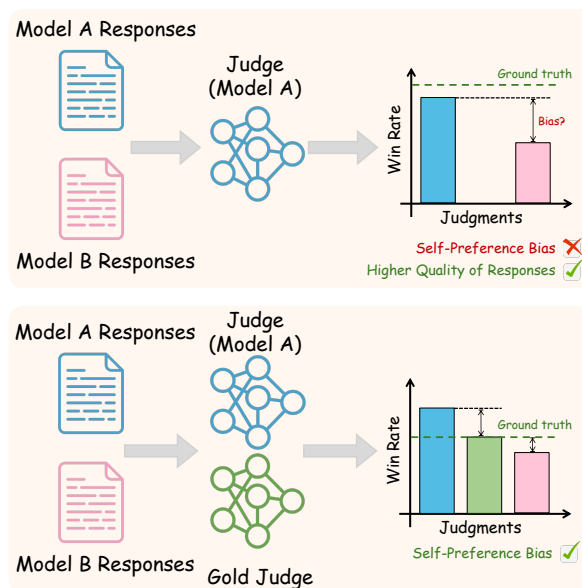 Model A Responses
Judge
(Model A)
Model B Responses
Win Rate
Ground truth
Bias?
Judgments
Self-Preference Bias
Higher Quality of Responses
Model A Responses
Judge
(Model A)
Model B Responses
Gold Judge
Win Rate
Ground truth
Judgments
Self-Preference Bias